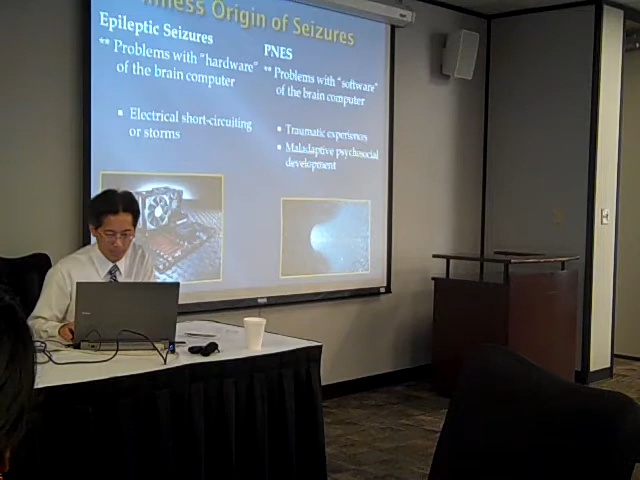 Origin of Seizures
Epileptic Seizures
** Problems with "hardware"
of the brain computer
▪ Electrical short-circuiting
or storms
PNES
** Problems with "software"
of the brain computer
• Traumatic experiences
• Maladaptive psychosocial
development